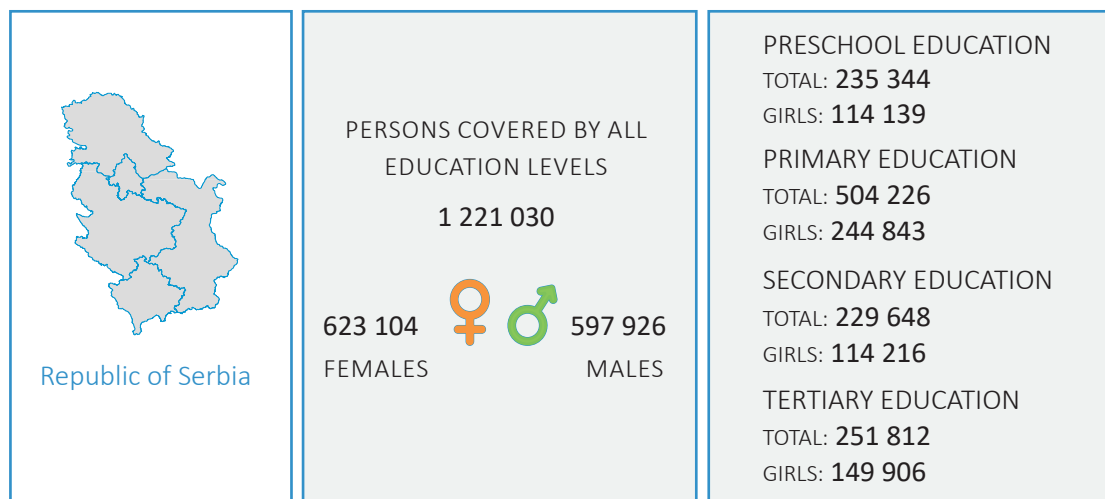 Republic of Serbia
PERSONS COVERED BY ALL
EDUCATION LEVELS
1 221 030
623 104
FEMALES
597 926
MALES
PRESCHOOL EDUCATION
TOTAL: 235 344
GIRLS: 114 139
PRIMARY EDUCATION
TOTAL: 504 226
GIRLS: 244 843
SECONDARY EDUCATION
TOTAL: 229 648
GIRLS: 114 216
TERTIARY EDUCATION
TOTAL: 251 812
GIRLS: 149 906